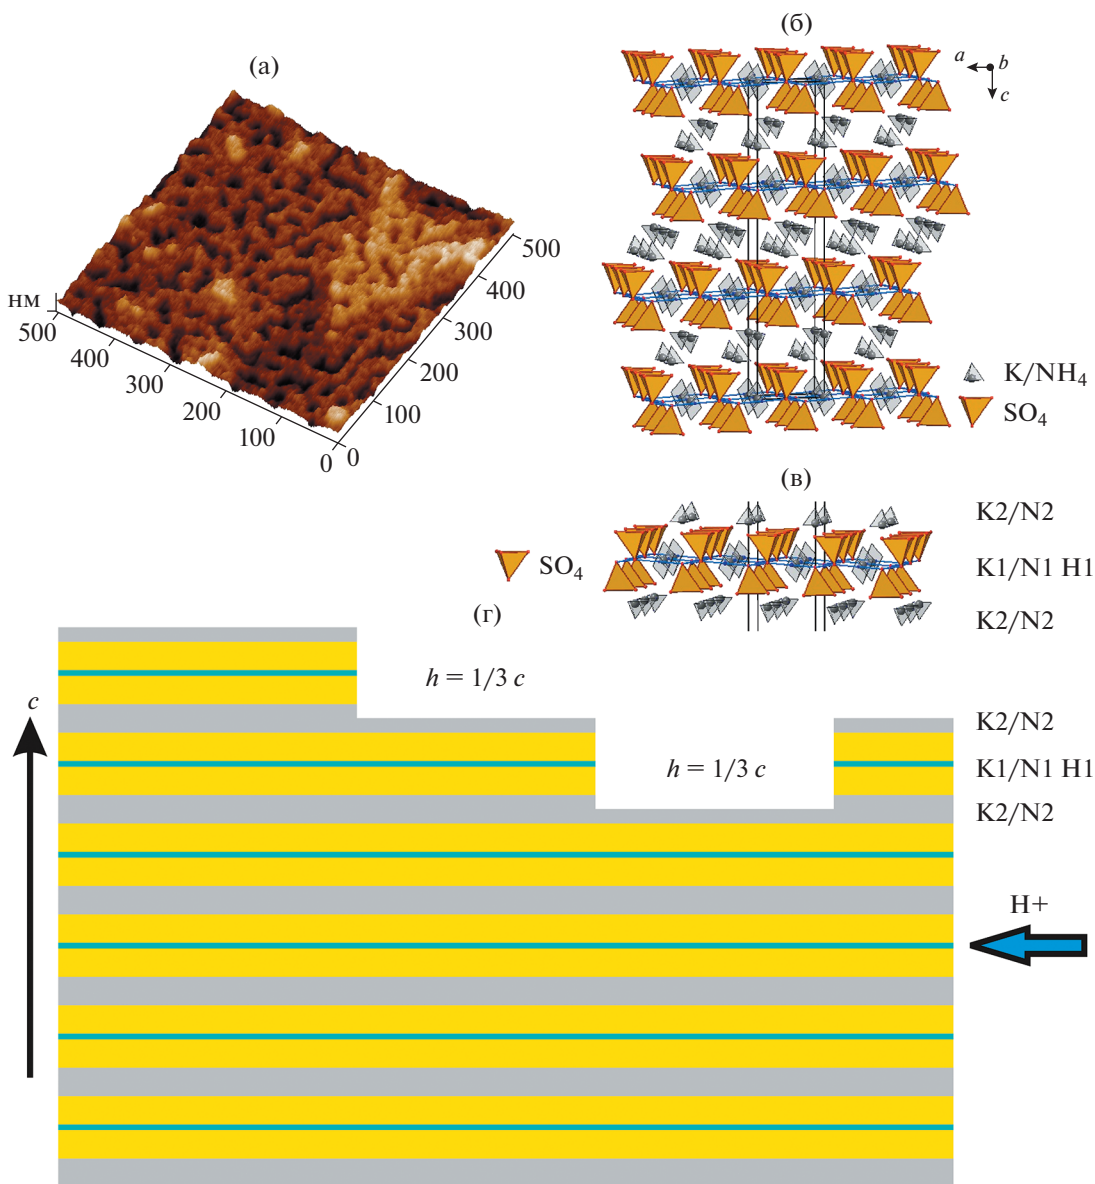 (а)
нм
500
400
300
200
100
0
0
100
200
300
400
500
(б)
a
b
c
K/NH₄
SO₄
(в)
K2/N2
K1/N1 H1
K2/N2
SO₄
(г)
c
h = 1/3 c
h = 1/3 c
K2/N2
K1/N1 H1
K2/N2
H+